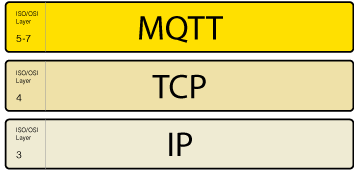 ISO/OSI
Layer
5-7
MQTT
ISO/OSI
Layer
4
TCP
ISO/OSI
Layer
3
IP